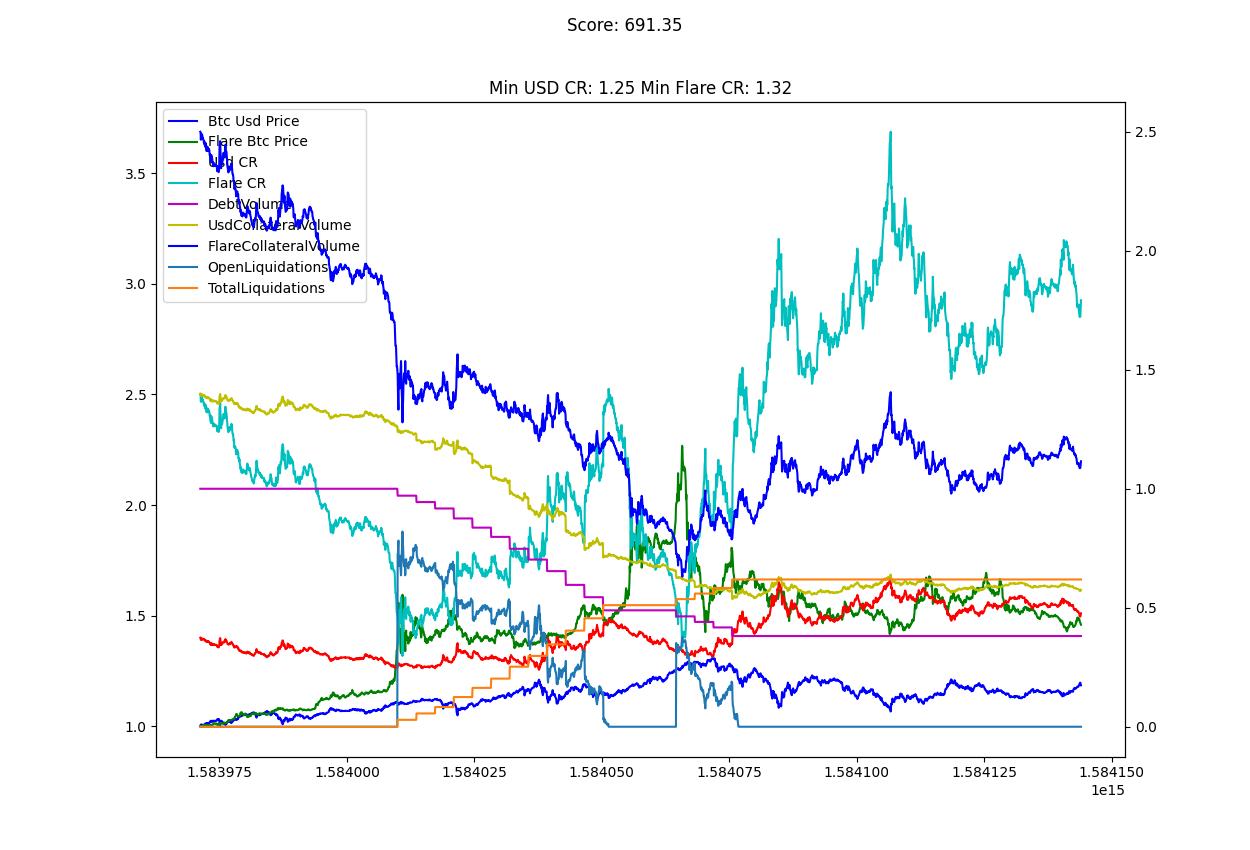 Score: 691.35
Min USD CR: 1.25 Min Flare CR: 1.32
Btc Usd Price
Flare Btc Price
Usd CR
Flare CR
DebtVolume
UsdCollateralVolume
FlareCollateralVolume
OpenLiquidations
TotalLiquidations
3.5
3.0
2.5
2.0
1.5
1.0
2.5
2.0
1.5
1.0
0.5
0.0
1.583975 1.584000 1.584025 1.584050 1.584075 1.584100 1.584125 1.584150
1e15